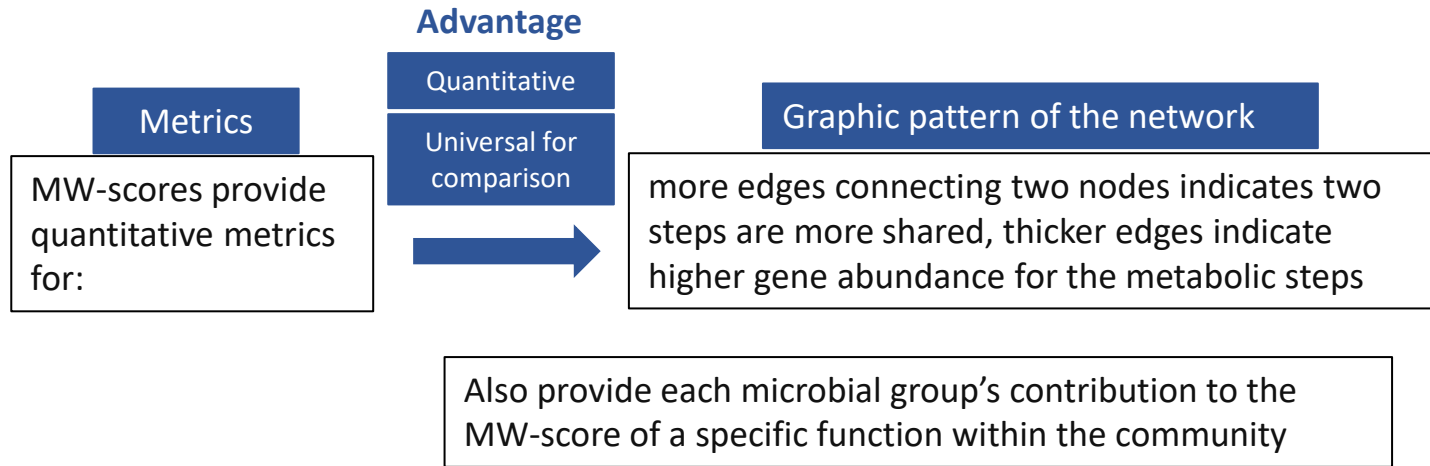 Advantage
Quantitative
Universal for
comparison
Metrics
MW-scores provide
quantitative metrics
for:
Graphic pattern of the network
more edges connecting two nodes indicates two
steps are more shared, thicker edges indicate
higher gene abundance for the metabolic steps
Also provide each microbial group's contribution to the
MW-score of a specific function within the community